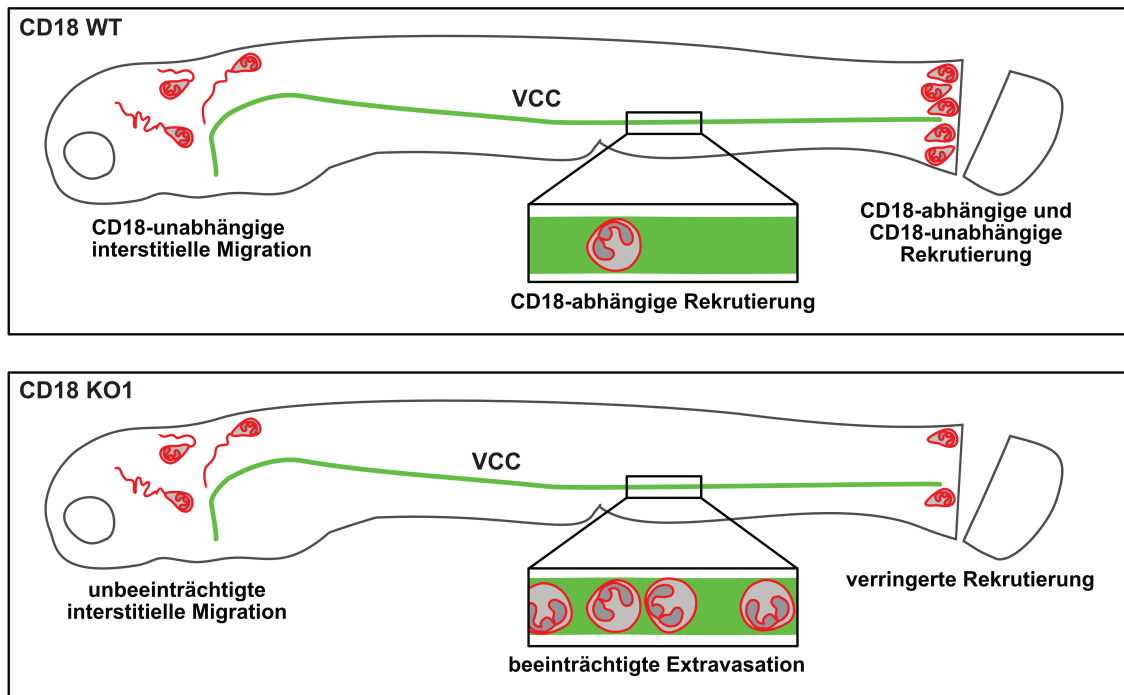 CD18 WT
VCC
CD18-unabhängige
interstitielle Migration
CD18-abhängige Rekrutierung
CD18-abhängige und
CD18-unabhängige
Rekrutierung
CD18 KO1
VCC
unbeeinträchtigte
interstitielle Migration
beeinträchtigte Extravasation
verringerte Rekrutierung